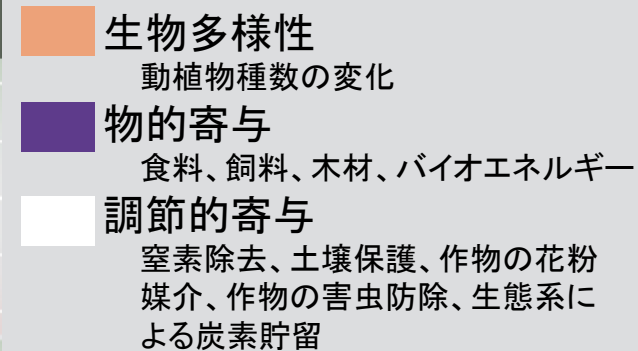 生物多様性
動植物種数の変化
物的寄与
食料、飼料、木材、バイオエネルギー
調節的寄与
窒素除去、土壌保護、作物の花粉
媒介、作物の害虫防除、生態系に
よる炭素貯留